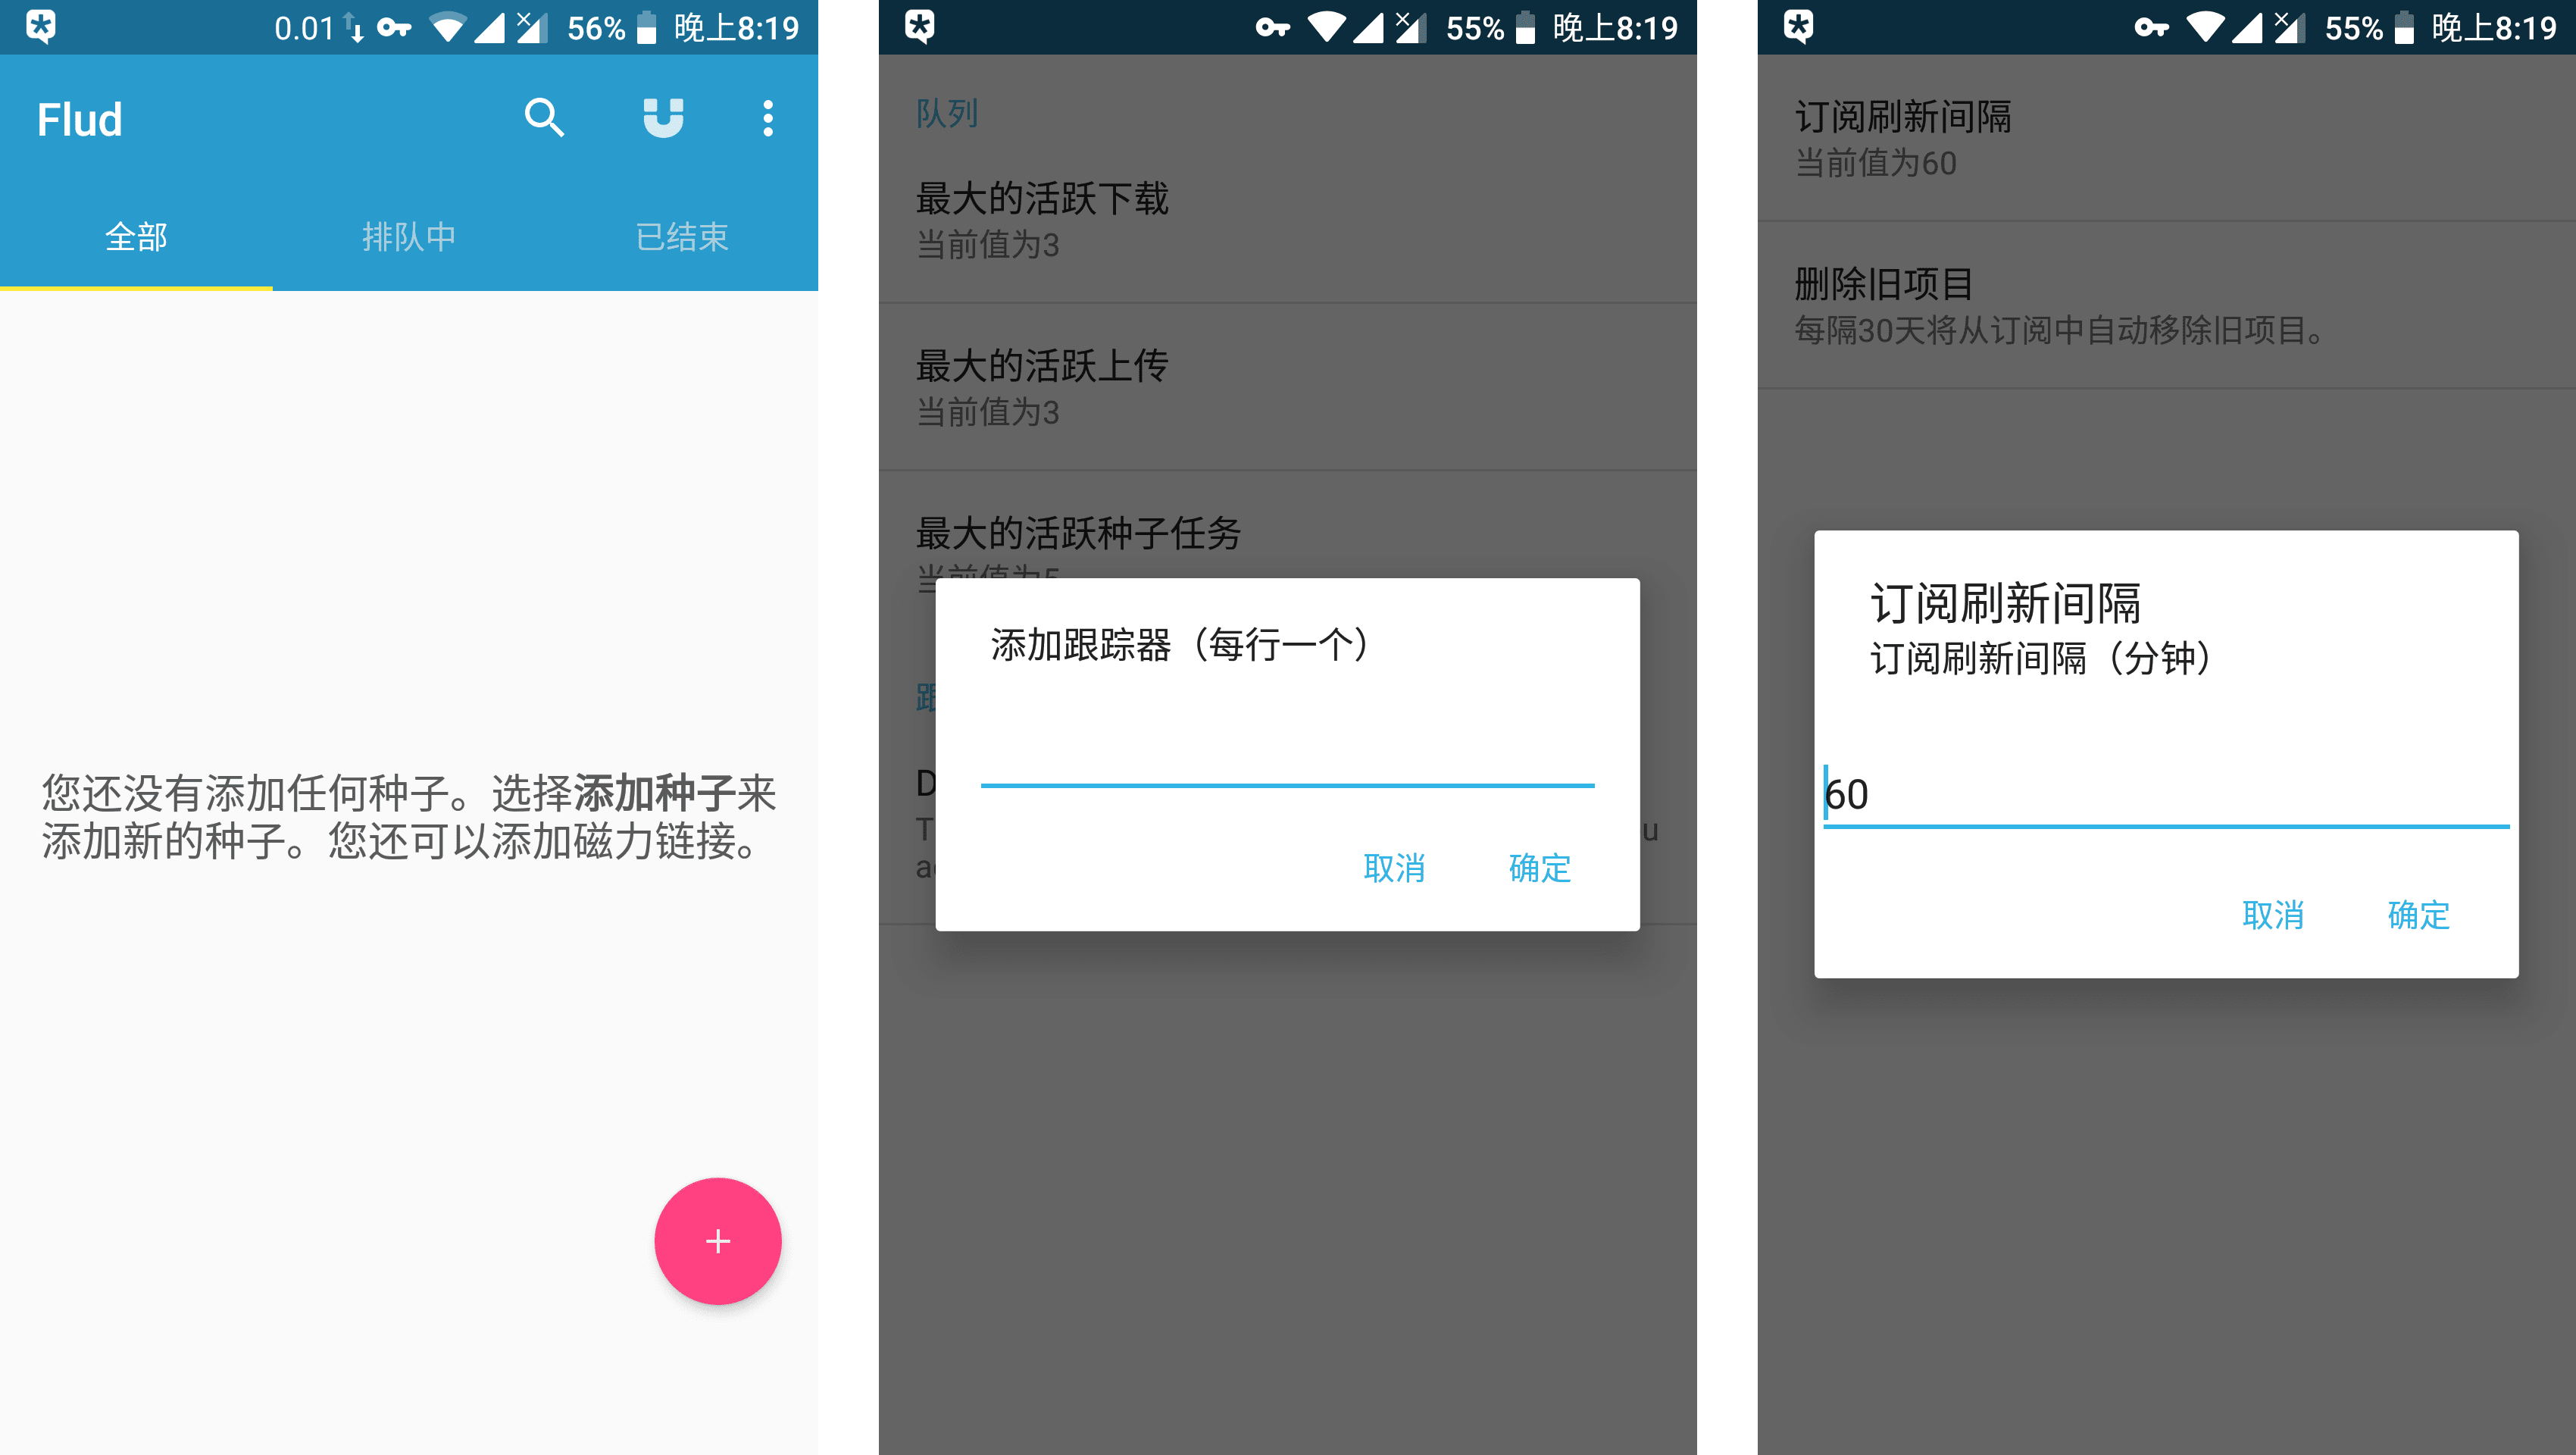 0.01 56% 晚上8:19
Flud
全部 排队中 已结束
您还没有添加任何种子。选择添加种子来
添加新的种子。您还可以添加磁力链接。
55% 晚上8:19
队列
最大的活跃下载
当前值为3
最大的活跃上传
当前值为3
最大的活跃种子任务
当前值为5
添加跟踪器（每行一个）
取消 确定
55% 晚上8:19
订阅刷新间隔
当前值为60
删除旧项目
每隔30天将从订阅中自动移除旧项目。
订阅刷新间隔
订阅刷新间隔（分钟）
60
取消 确定